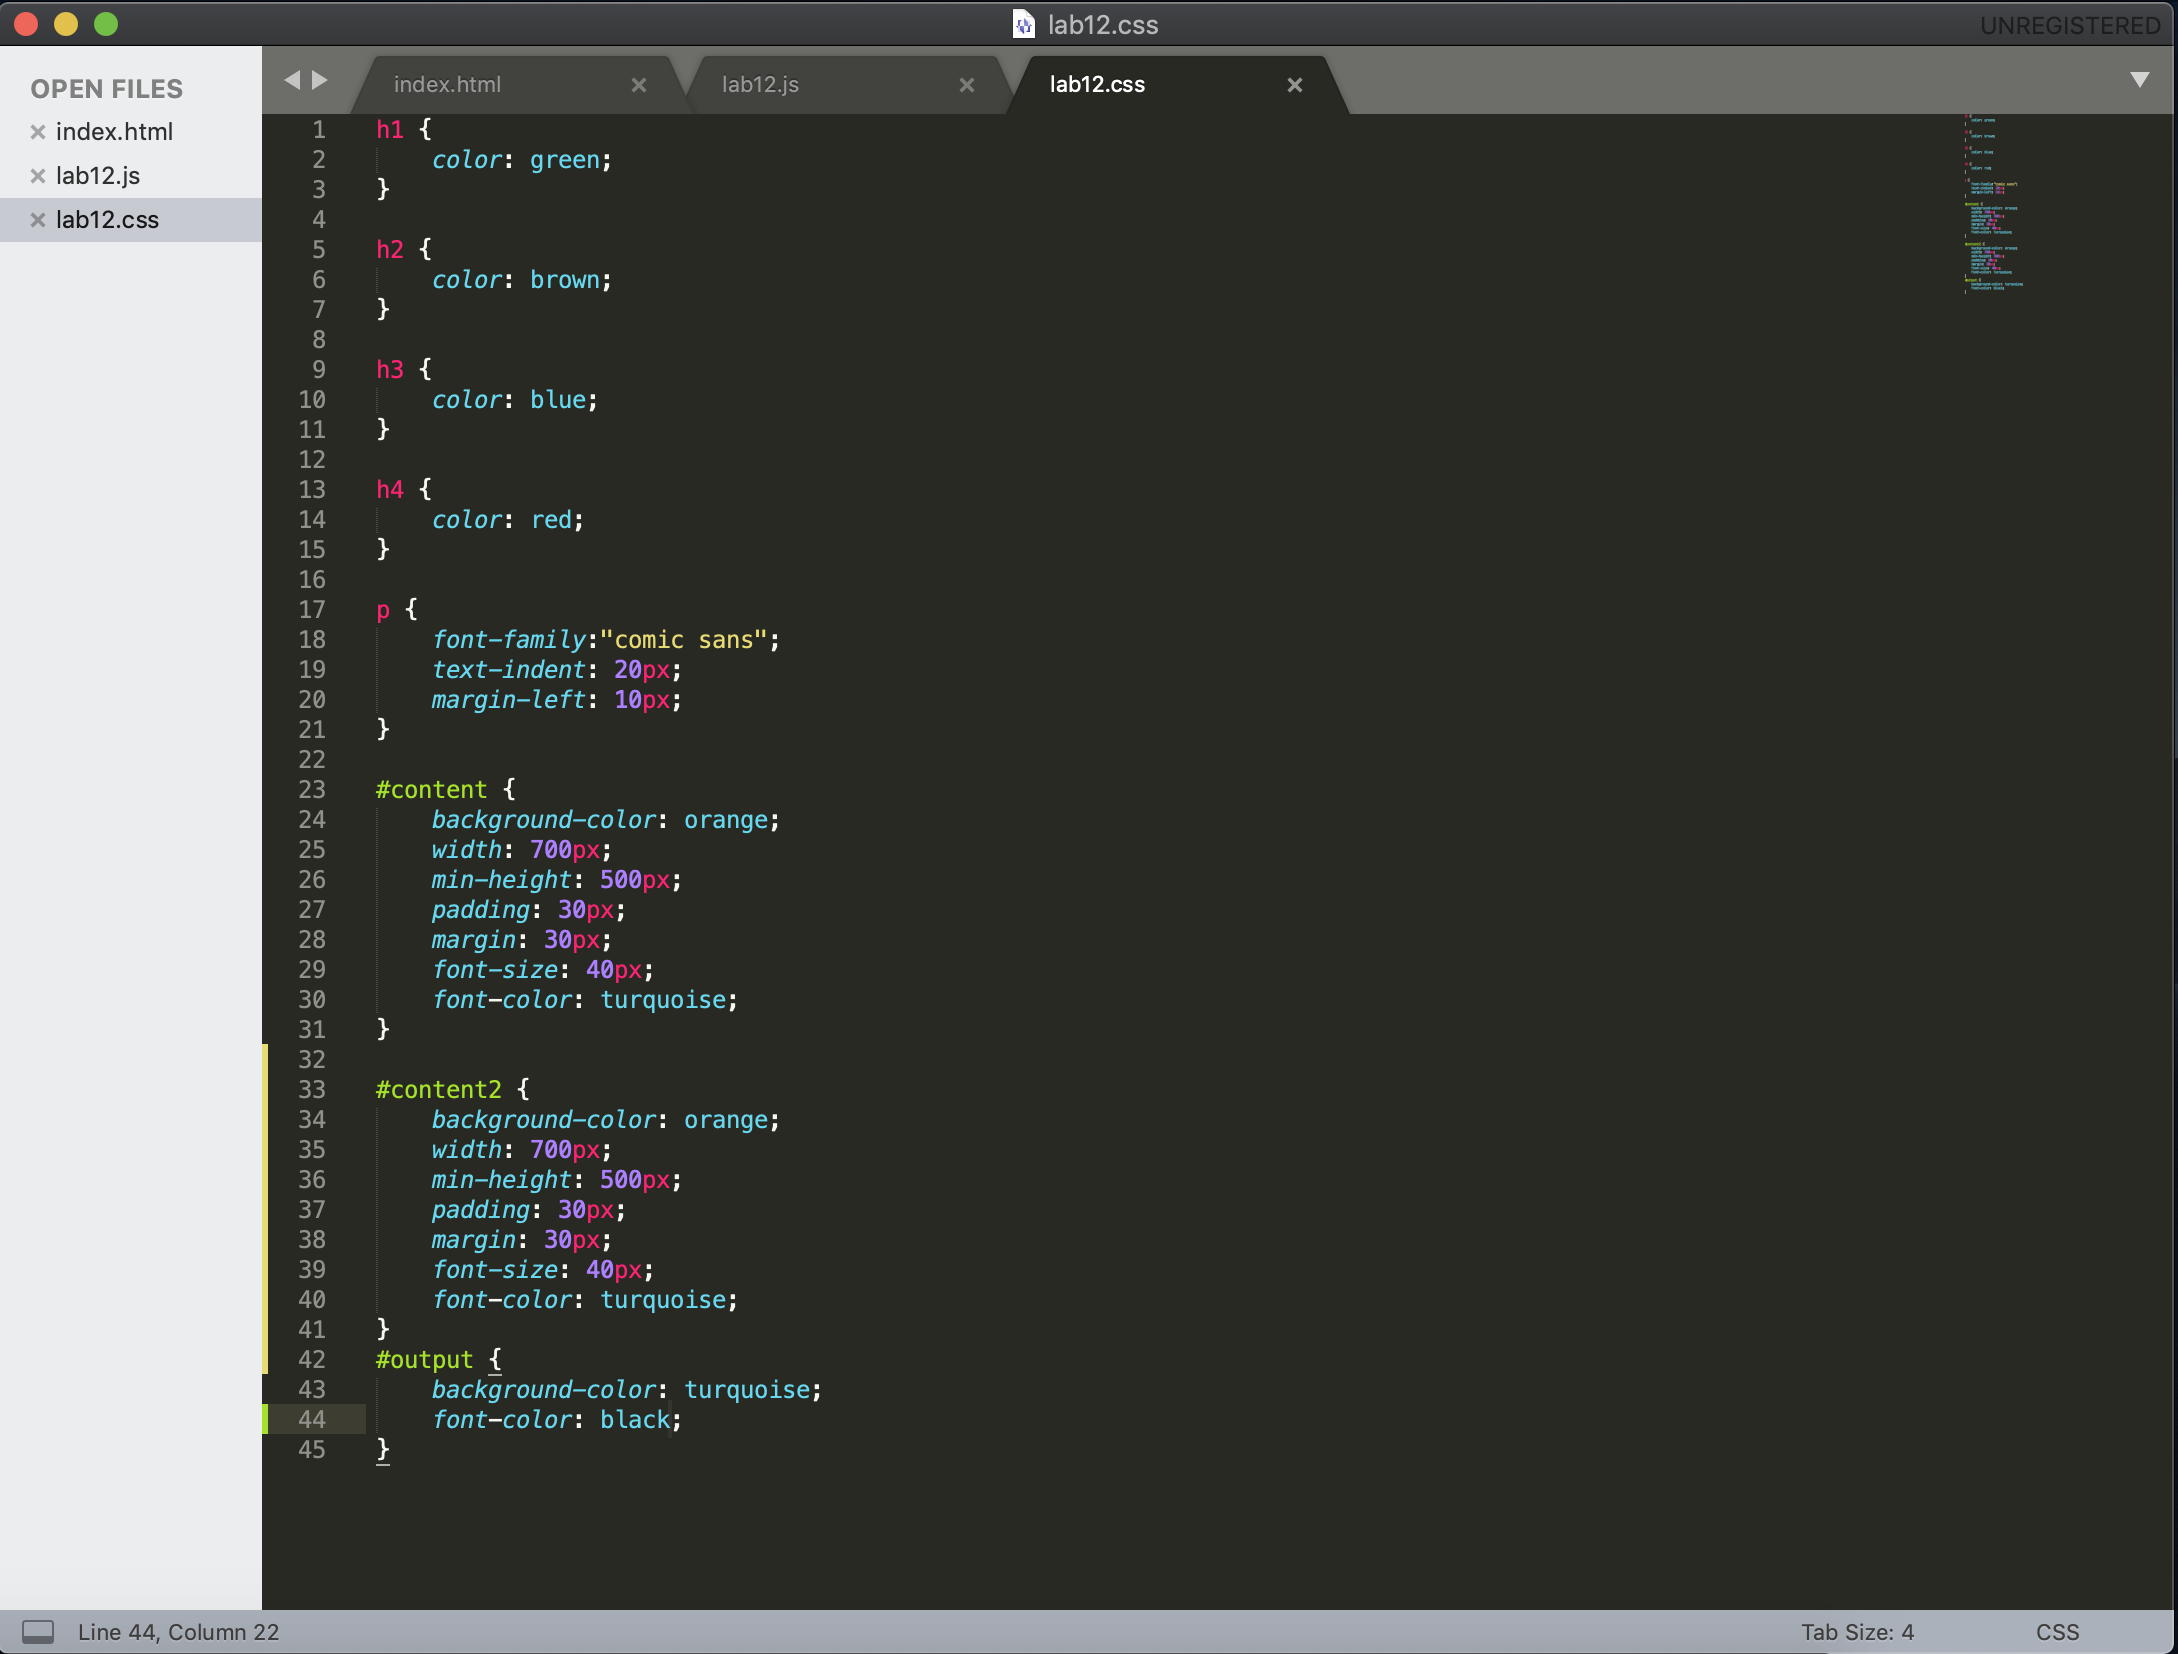 lab12.css
UNREGISTERED
OPEN FILES
index.html
lab12.js
lab12.css
index.html
lab12.js
lab12.css
1 h1 {
2 color: green;
3 }
4
5 h2 {
6 color: brown;
7 }
8
9 h3 {
10 color: blue;
11 }
12
13 h4 {
14 color: red;
15 }
16
17 p {
18 font-family:"comic sans";
19 text-indent: 20px;
20 margin-left: 10px;
21 }
22
23 #content {
24 background-color: orange;
25 width: 700px;
26 min-height: 500px;
27 padding: 30px;
28 margin: 30px;
29 font-size: 40px;
30 font-color: turquoise;
31 }
32
33 #content2 {
34 background-color: orange;
35 width: 700px;
36 min-height: 500px;
37 padding: 30px;
38 margin: 30px;
39 font-size: 40px;
40 font-color: turquoise;
41 }
42 #output {
43 background-color: turquoise;
44 font-color: black;
45 }
Line 44, Column 22
Tab Size: 4
CSS